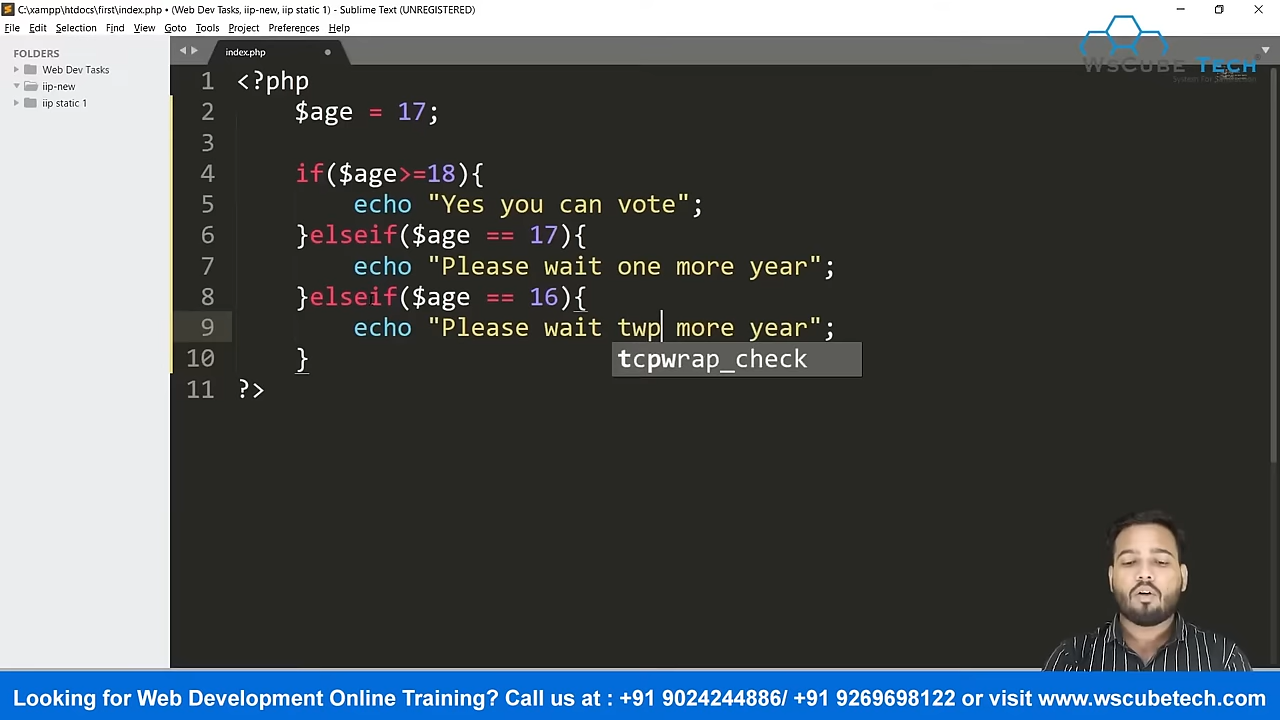 C:\xampp\htdocs\first\index.php • (Web Dev Tasks, iip-new, iip static 1) - Sublime Text (UNREGISTERED)
File Edit Selection Find View Goto Tools Project Preferences Help
FOLDERS
Web Dev Tasks
iip-new
iip static 1
index.php
WsCube Tech
1 <?php
2 $age = 17;
3
4 if($age>=18){
5 echo "Yes you can vote";
6 }elseif($age == 17){
7 echo "Please wait one more year";
8 }elseif($age == 16){
9 echo "Please wait twp more year";
tcpwrap_check
10 }
11 ?>
Looking for Web Development Online Training? Call us at : +91 9024244886/ +91 9269698122 or visit www.wscubetech.com